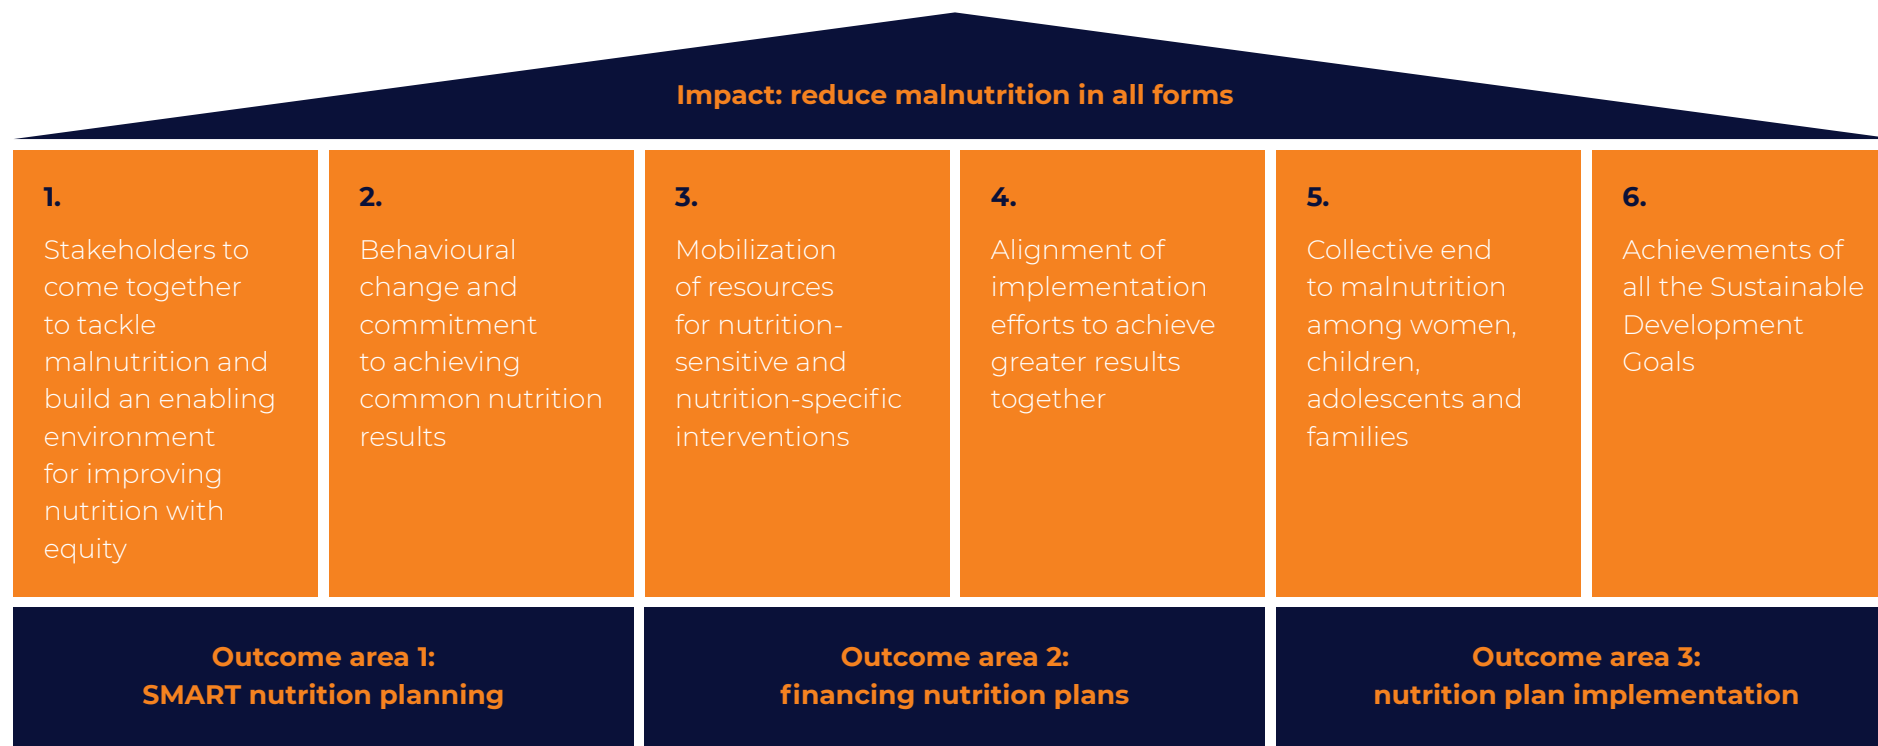 Impact: reduce malnutrition in all forms
1.
Stakeholders to
come together
to tackle
malnutrition and
build an enabling
environment
for improving
nutrition with
equity
2.
Behavioural
change and
commitment
to achieving
common nutrition
results
3.
Mobilization
of resources
for nutrition-
sensitive and
nutrition-specific
interventions
4.
Alignment of
implementation
efforts to achieve
greater results
together
5.
Collective end
to malnutrition
among women,
children,
adolescents and
families
6.
Achievements of
all the Sustainable
Development
Goals
Outcome area 1:
SMART nutrition planning
Outcome area 2:
financing nutrition plans
Outcome area 3:
nutrition plan implementation